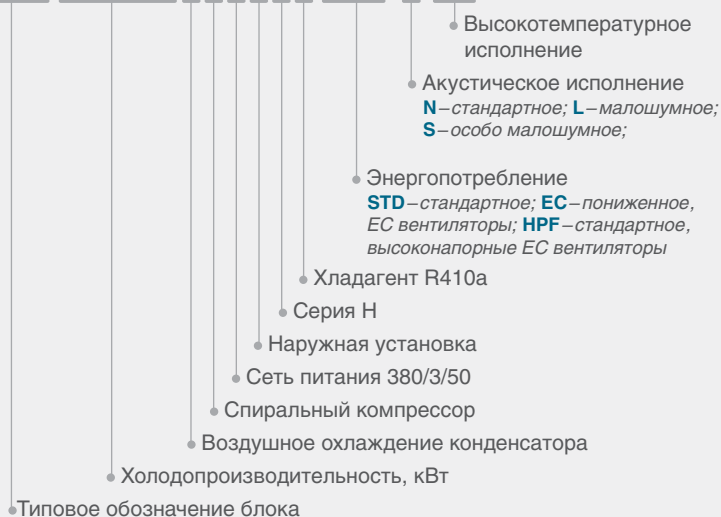 Высокотемпературное
исполнение
Акустическое исполнение
N – стандартное; L – малошумное;
S – особо малошумное;
Энергопотребление
STD – стандартное; EC – пониженное,
EC вентиляторы; HPF – стандартное,
высоконапорные EC вентиляторы
Хладагент R410a
Серия H
Наружная установка
Сеть питания 380/3/50
Спиральный компрессор
Воздушное охлаждение конденсатора
Холодопроизводительность, кВт
Типовое обозначение блока